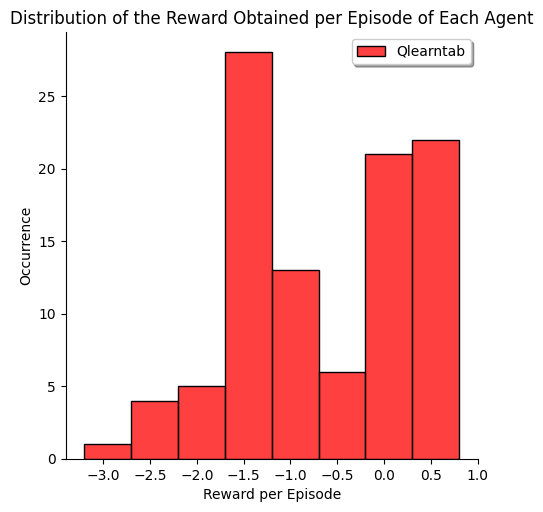 Distribution of the Reward Obtained per Episode of Each Agent
Qlearntab
Occurrence
25
20
15
10
5
0
−3.0 −2.5 −2.0 −1.5 −1.0 −0.5 0.0 0.5 1.0
Reward per Episode